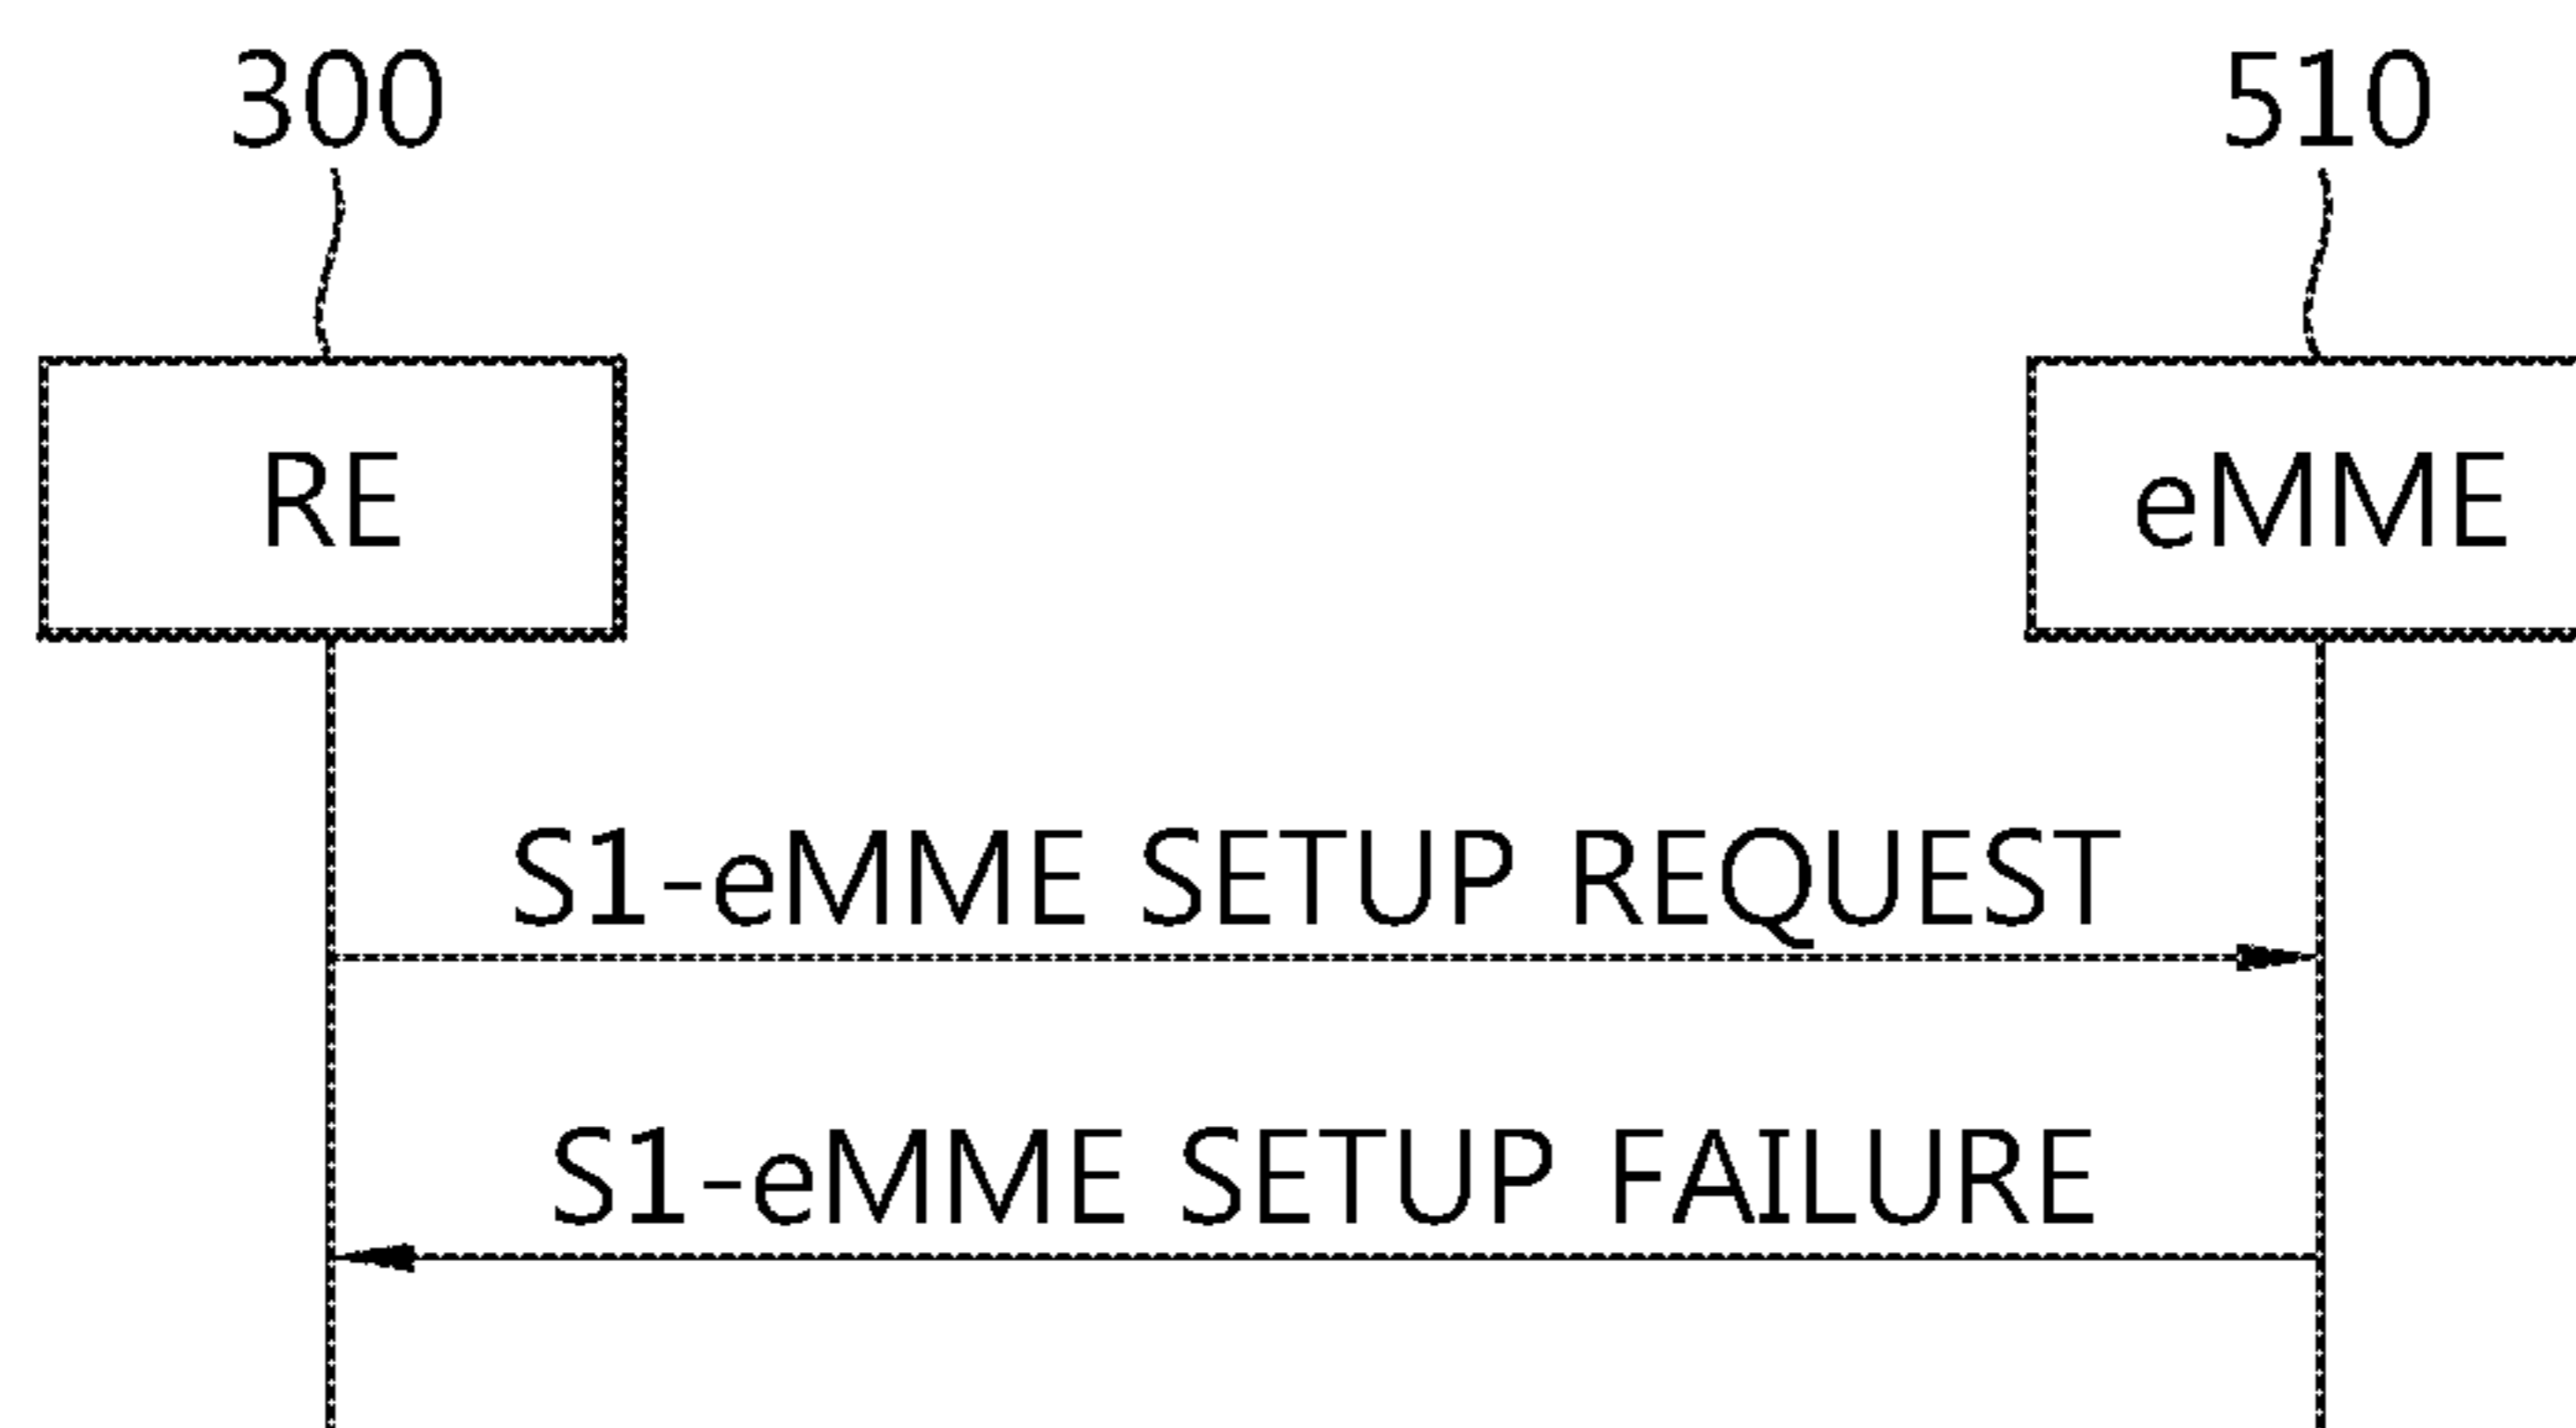 300
510
RE
eMME
S1-eMME SETUP REQUEST
S1-eMME SETUP FAILURE